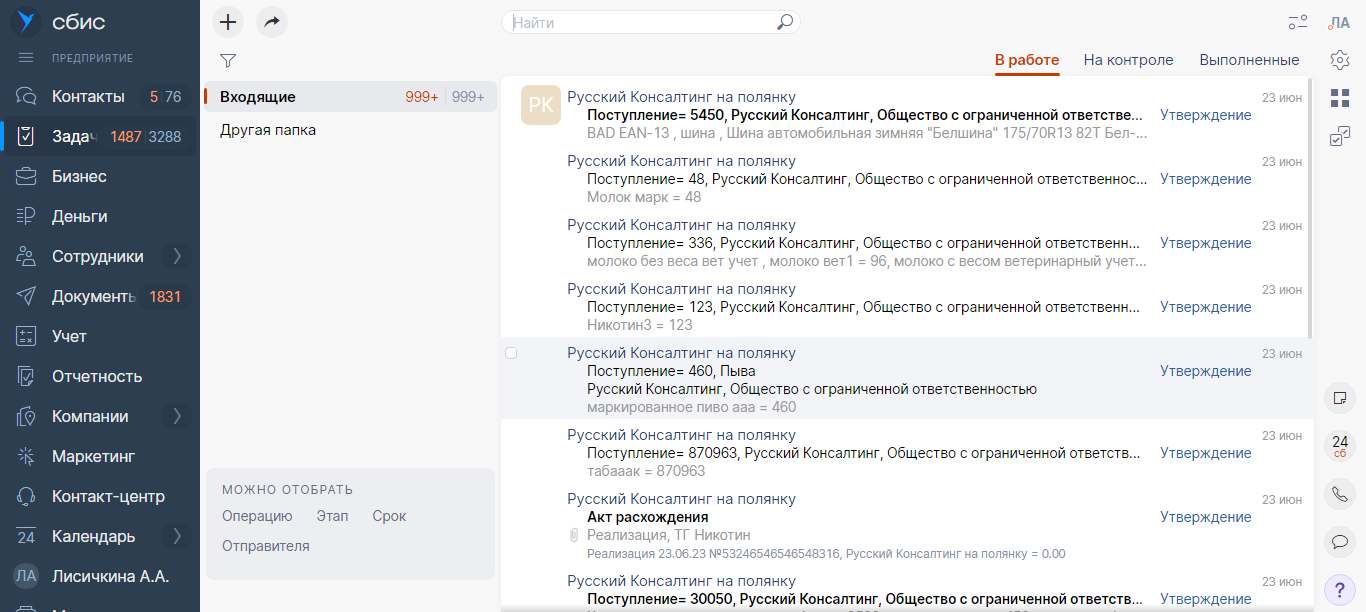 сбис
ПРЕДПРИЯТИЕ
Контакты 5 76
Задач 1487 3288
Бизнес
Деньги
Сотрудники
Документь 1831
Учет
Отчетность
Компании
Маркетинг
Контакт-центр
24 Календарь
ЛА Лисичкина А.А.
Найти
ЛА
В работе На контроле Выполненные
Входящие 999+ 999+
Другая папка
МОЖНО ОТОБРАТЬ
Операцию Этап Срок
Отправителя
РК
Русский Консалтинг на полянку 23 июн
Поступление= 5450, Русский Консалтинг, Общество с ограниченной ответстве... Утверждение
BAD EAN-13 , шина , Шина автомобильная зимняя "Белшина" 175/70R13 82T Бел-...
Русский Консалтинг на полянку 23 июн
Поступление= 48, Русский Консалтинг, Общество с ограниченной ответственнос... Утверждение
Молок марк = 48
Русский Консалтинг на полянку 23 июн
Поступление= 336, Русский Консалтинг, Общество с ограниченной ответственн... Утверждение
молоко без веса вет учет , молоко вет1 = 96, молоко с весом ветеринарный учет...
Русский Консалтинг на полянку 23 июн
Поступление= 123, Русский Консалтинг, Общество с ограниченной ответственн... Утверждение
Никотин3 = 123
Русский Консалтинг на полянку 23 июн
Поступление= 460, Пыва Утверждение
Русский Консалтинг, Общество с ограниченной ответственностью
маркированное пиво ааа = 460
Русский Консалтинг на полянку 23 июн
Поступление= 870963, Русский Консалтинг, Общество с ограниченной ответств... Утверждение
табааак = 870963
Русский Консалтинг на полянку 23 июн
Акт расхождения Утверждение
Реализация, ТГ Никотин
Реализация 23.06.23 №53246546546548316, Русский Консалтинг на полянку = 0.00
Русский Консалтинг на полянку 23 июн
Поступление= 30050, Русский Консалтинг, Общество с ограниченной ответств... Утверждение
24
сб
?